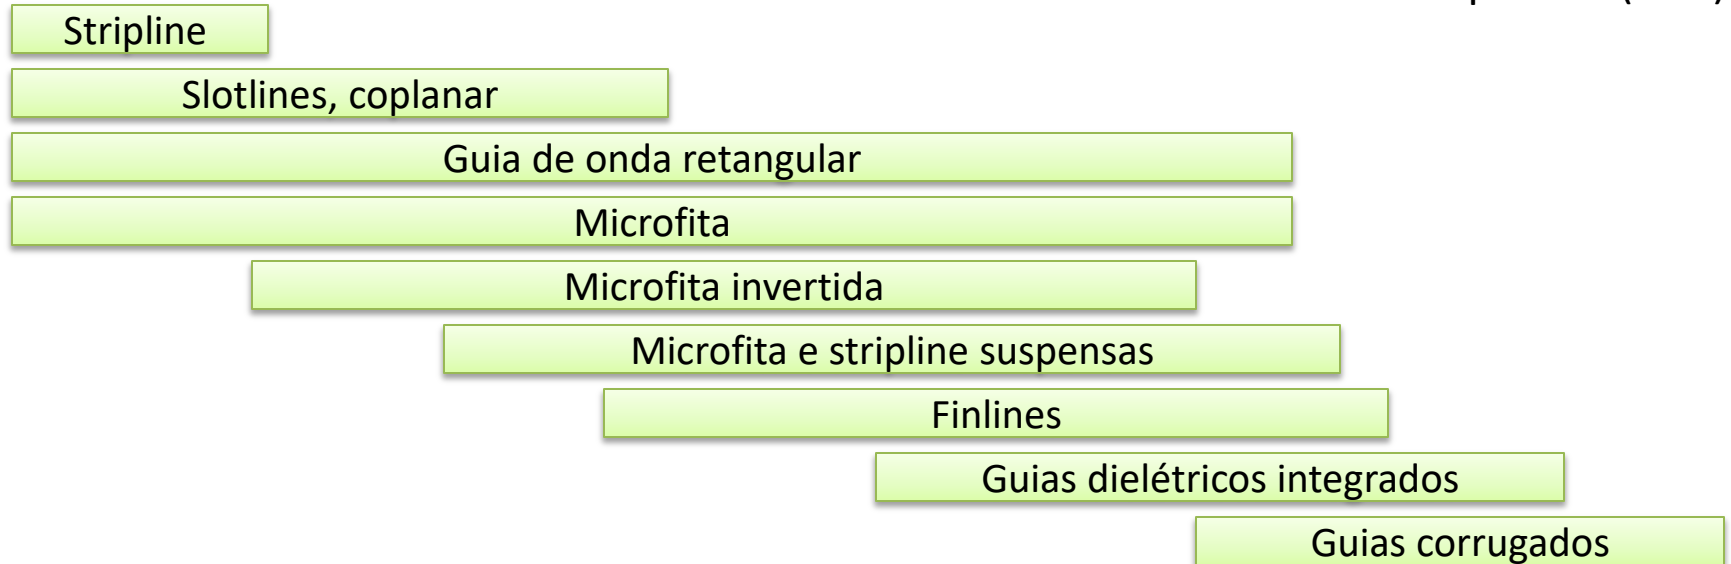 Stripline
Slotlines, coplanar
Guia de onda retangular
Microfita
Microfita invertida
Microfita e stripline suspensas
Finlines
Guias dielétricos integrados
Guias corrugados